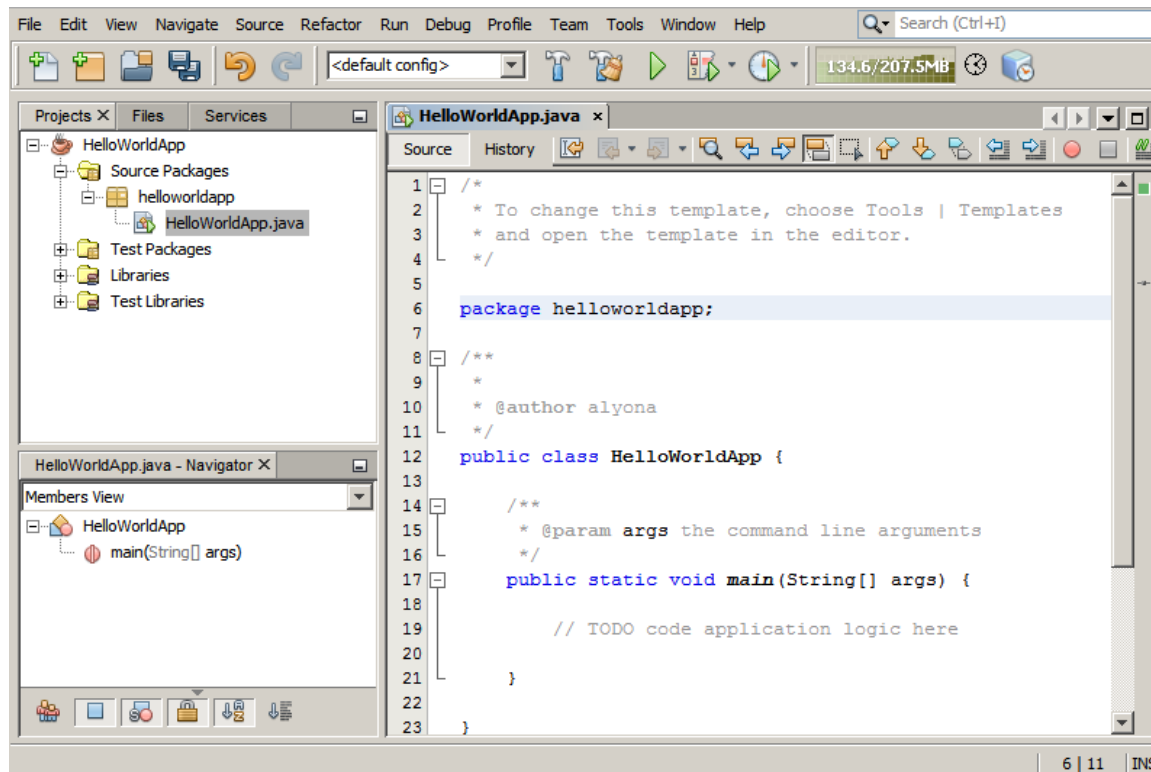 File Edit View Navigate Source Refactor Run Debug Profile Team Tools Window Help Search (Ctrl+I)
<default config> 134.6/207.5MB
Projects Files Services
HelloWorldApp
Source Packages
helloworldapp
HelloWorldApp.java
Test Packages
Libraries
Test Libraries
HelloWorldApp.java - Navigator
Members View
HelloWorldApp
main(String[] args)
HelloWorldApp.java
Source History
1 /*
2  * To change this template, choose Tools | Templates
3  * and open the template in the editor.
4  */
5
6 package helloworldapp;
7
8 /**
9  *
10  * @author alyona
11  */
12 public class HelloWorldApp {
13
14     /**
15      * @param args the command line arguments
16      */
17     public static void main(String[] args) {
18
19         // TODO code application logic here
20
21     }
22
23 }
6 | 11 INS